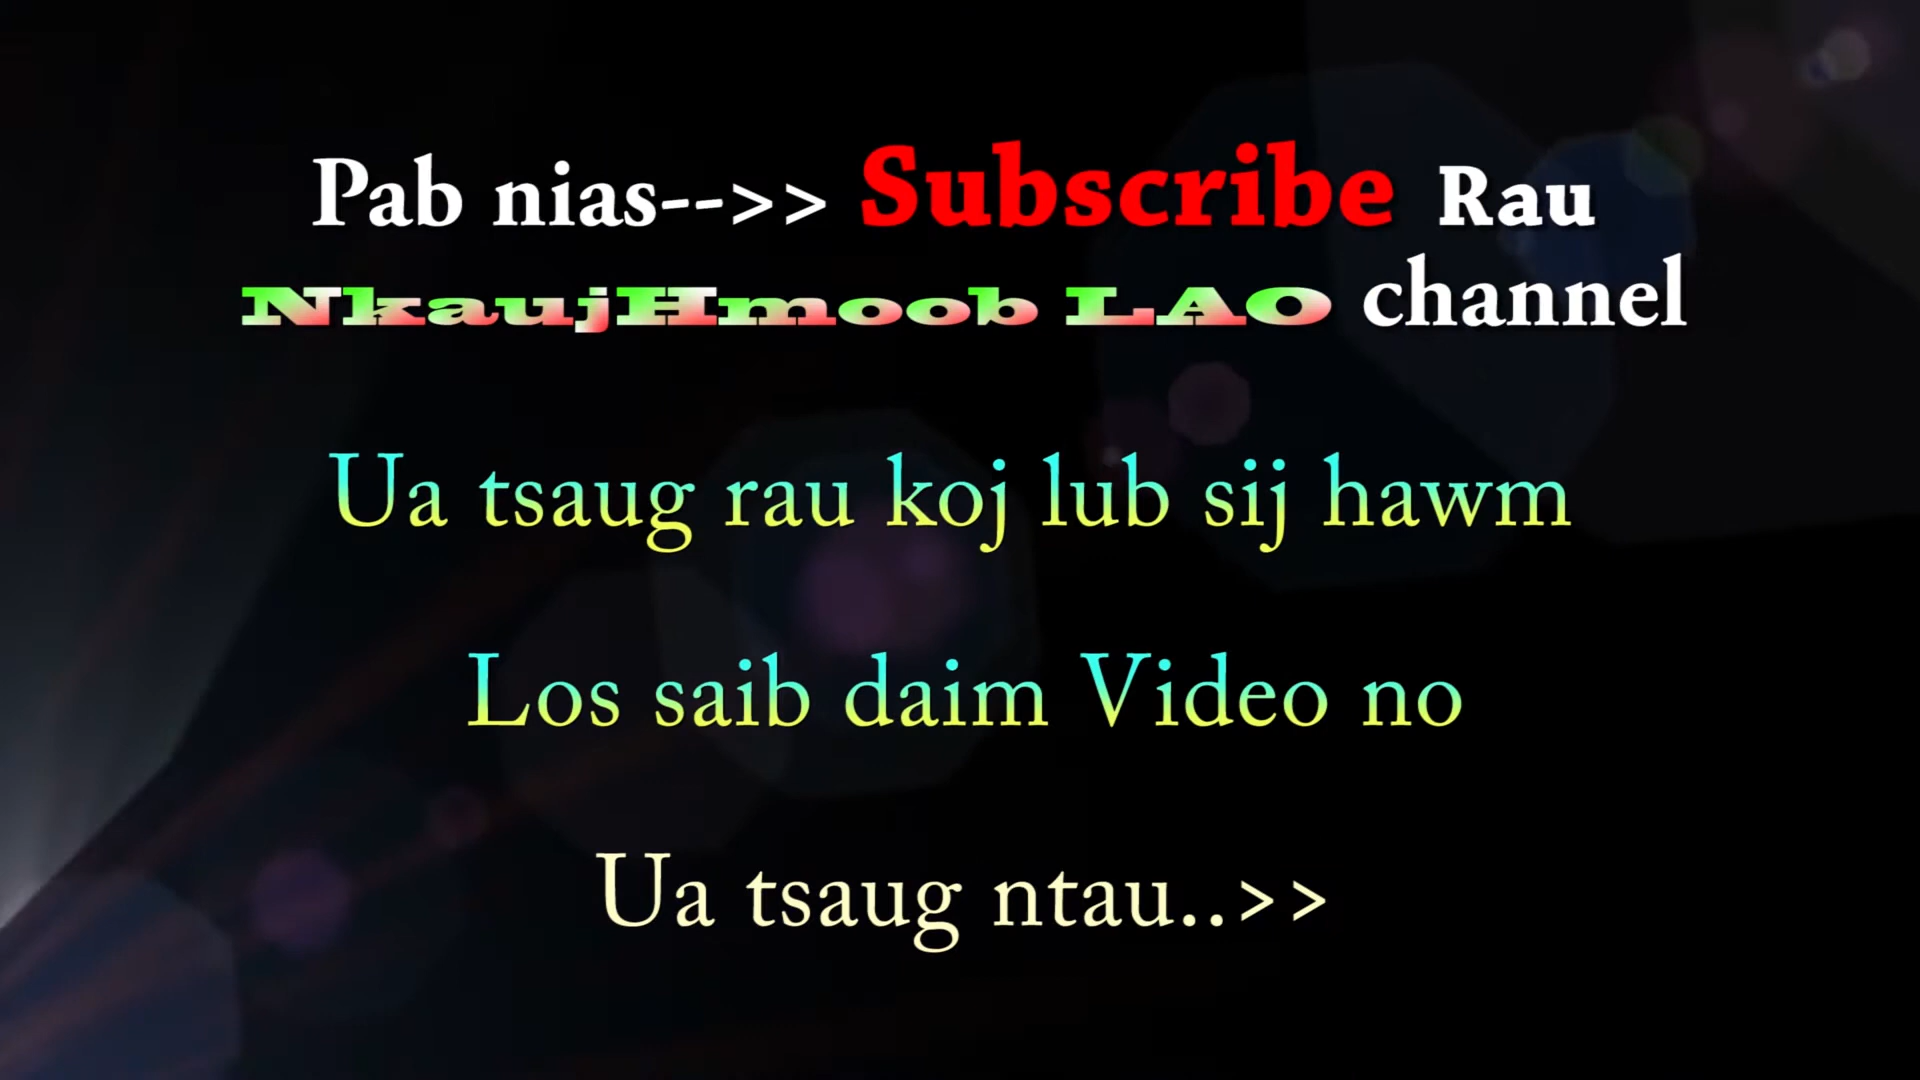 Pab nias-->> Subscribe Rau
NkaujHmoob LAO channel
Ua tsaug rau koj lub sij hawm
Los saib daim Video no
Ua tsaug ntau..>>